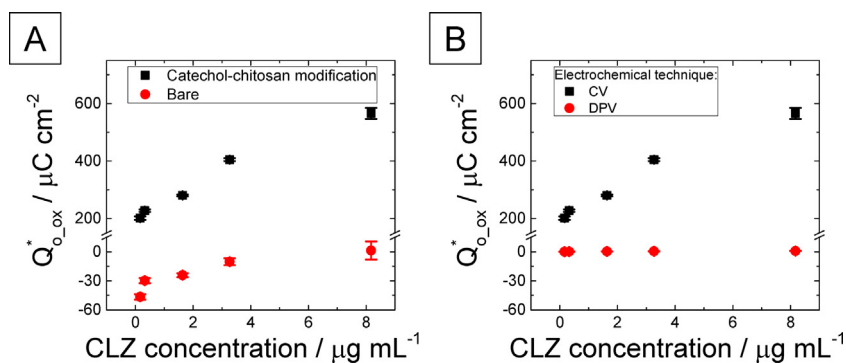 A
Catechol-chitosan modification
Bare
600
400
200
0
-30
-60
Q*o_ox / μC cm-2
0 2 4 6 8
CLZ concentration / μg mL-1
B
Electrochemical technique:
CV
DPV
600
400
200
0
-30
-60
Q*o_ox / μC cm-2
0 2 4 6 8
CLZ concentration / μg mL-1